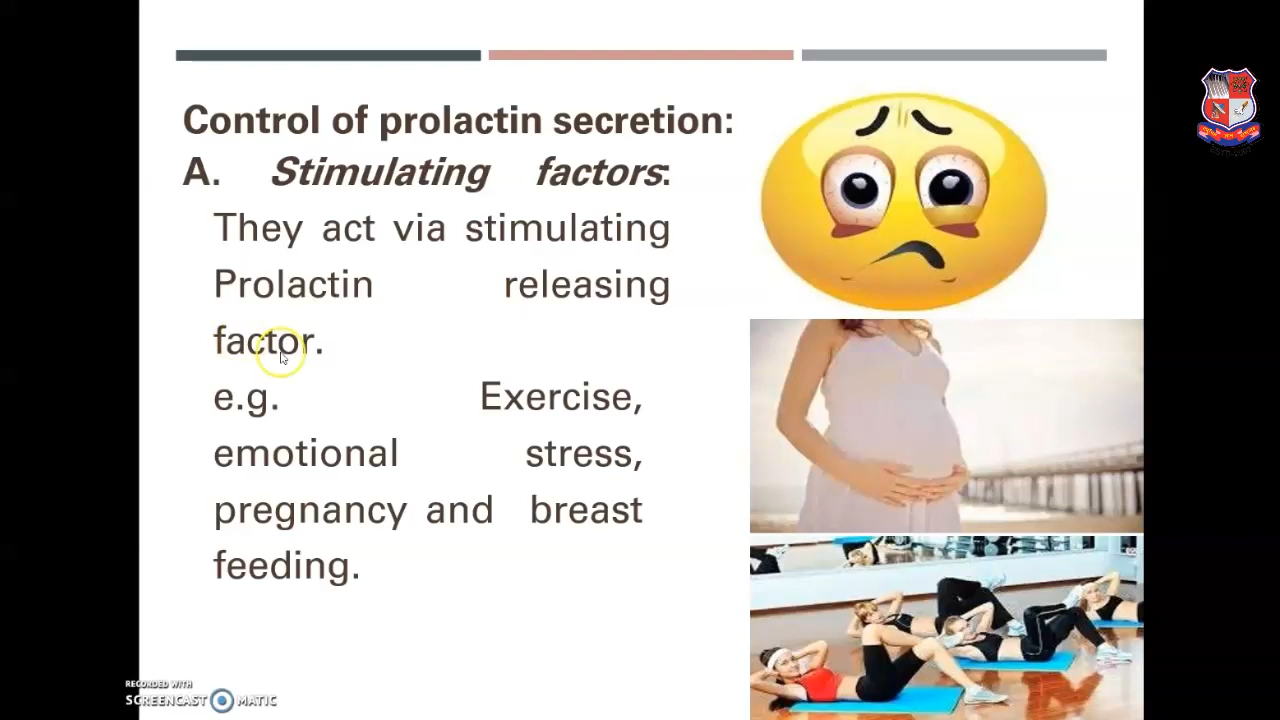 Control of prolactin secretion:
A. Stimulating factors:
They act via stimulating
Prolactin releasing
factor.
e.g. Exercise,
emotional stress,
pregnancy and breast
feeding.
RECORDED WITH
SCREENCAST MATIC